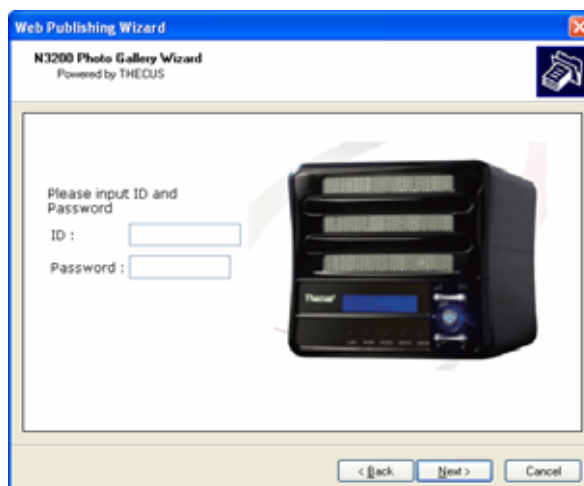 Web Publishing Wizard
N3200 Photo Gallery Wizard
Powered by THECUS
Please input ID and
Password
ID :
Password :
Thecus
< Back
Next >
Cancel